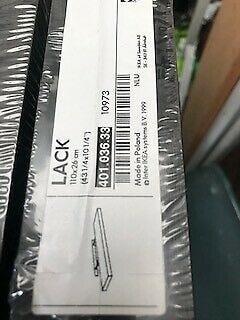 LACK
110x26 cm
(43 1/4x10 1/4")
401.036.33
10973
NLU
Made in Poland
© Inter IKEA systems B.V. 1999